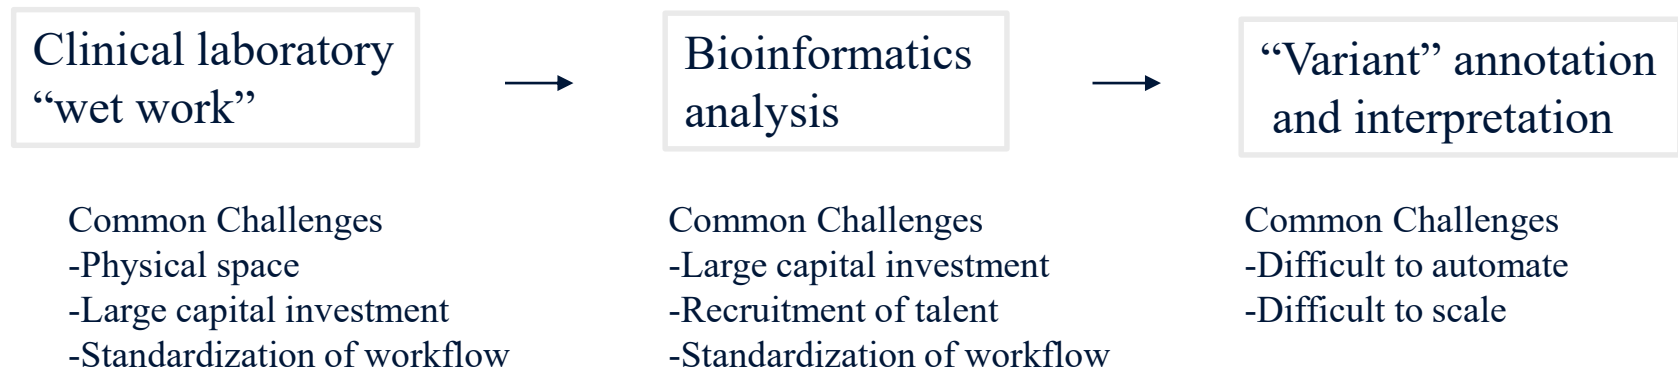 Clinical laboratory
“wet work”
Bioinformatics
analysis
“Variant” annotation
and interpretation
Common Challenges
-Physical space
-Large capital investment
-Standardization of workflow
Common Challenges
-Large capital investment
-Recruitment of talent
-Standardization of workflow
Common Challenges
-Difficult to automate
-Difficult to scale